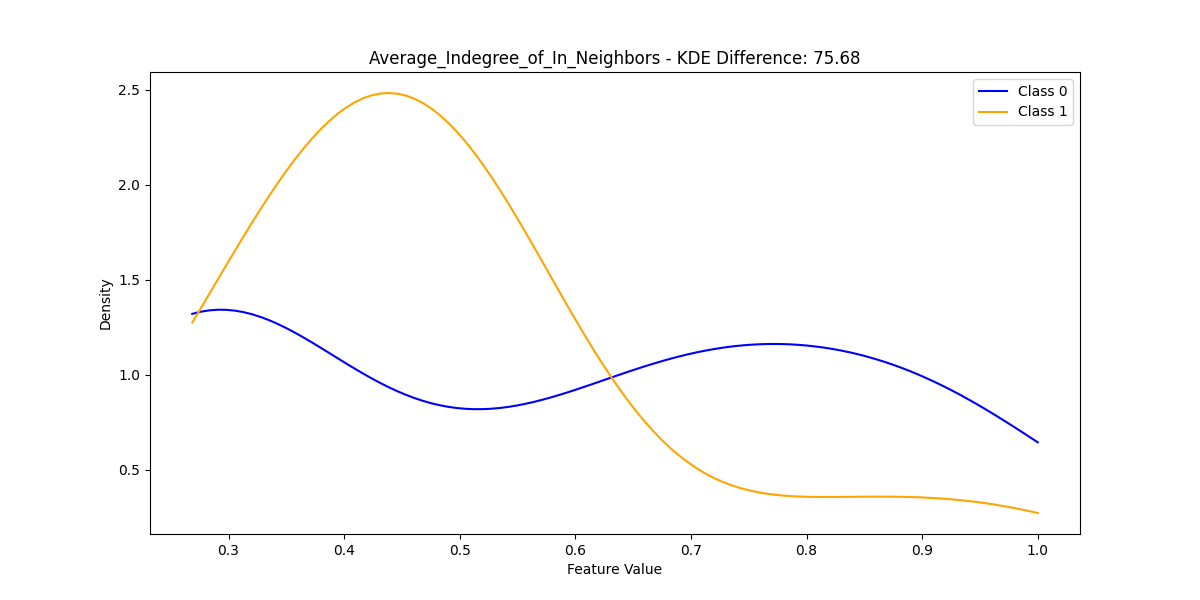 Average_Indegree_of_In_Neighbors - KDE Difference: 75.68
Class 0
Class 1
2.5
2.0
1.5
1.0
0.5
Density
0.3 0.4 0.5 0.6 0.7 0.8 0.9 1.0
Feature Value